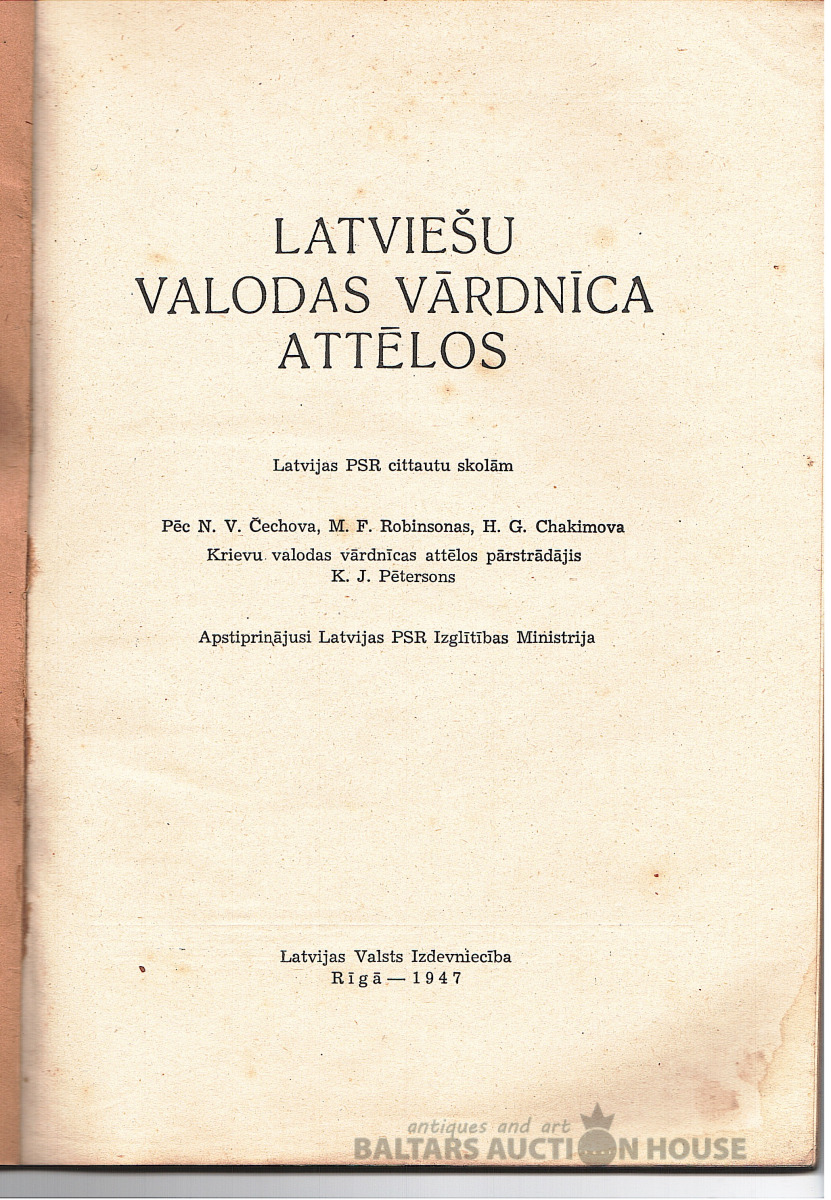 LATVIEŠU
VALODAS VĀRDNĪCA
ATTĒLOS
Latvijas PSR cittautu skolām
Pēc N. V. Čechova, M. F. Robinsonas, H. G. Chakimova
Krievu valodas vārdnīcas attēlos pārstrādājis
K. J. Pētersons
Apstiprinājusi Latvijas PSR Izglītības Ministrija
Latvijas Valsts Izdevniecība
Rīgā — 1947
antiques and art
BALTARS AUCTION HOUSE